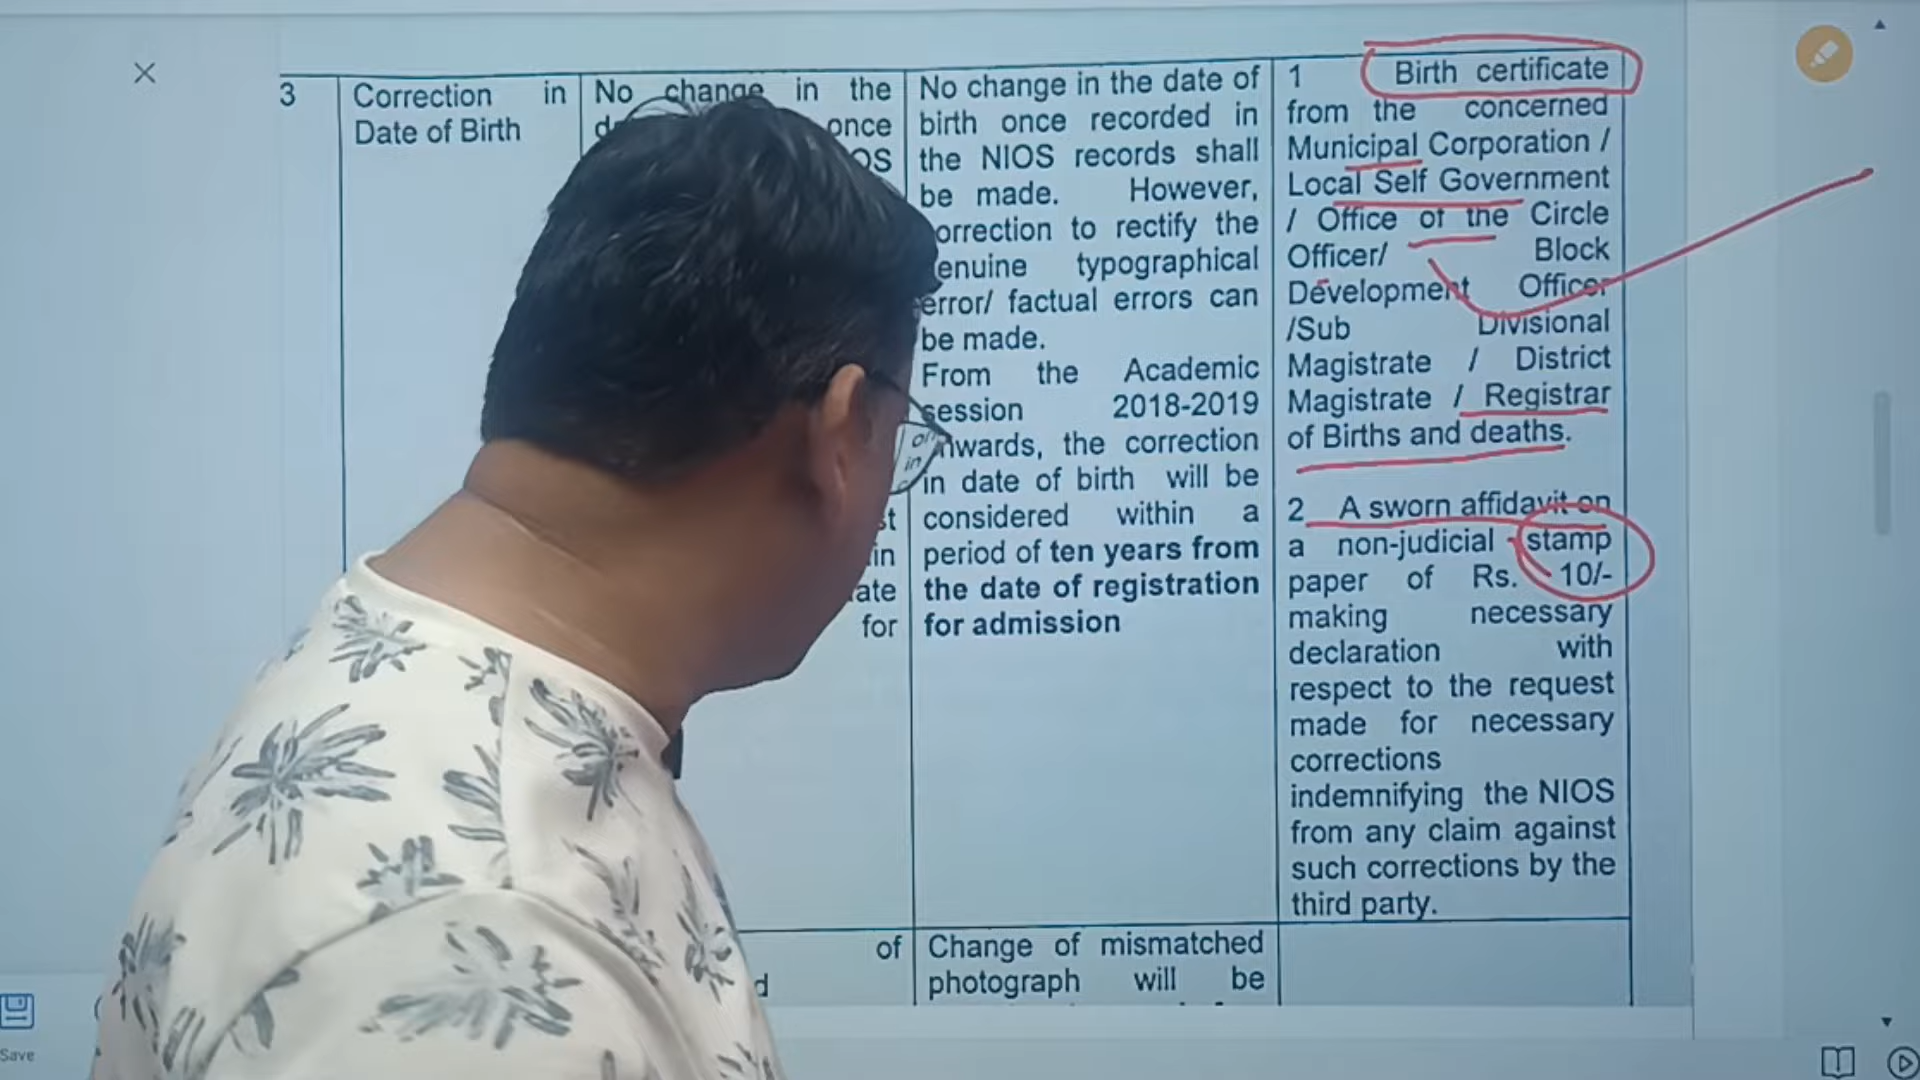 3
Correction in
Date of Birth
No change in the
once
st
in
for
No change in the date of
birth once recorded in
the NIOS records shall
be made. However,
orrection to rectify the
enuine typographical
error/ factual errors can
be made.
From the Academic
session 2018-2019
nwards, the correction
in date of birth will be
considered within a
period of ten years from
the date of registration
for admission
1 Birth certificate
from the concerned
Municipal Corporation /
Local Self Government
/ Office of the Circle
Officer/ Block
Development Officer
/Sub Divisional
Magistrate / District
Magistrate / Registrar
of Births and deaths.
2 A sworn affidavit on
a non-judicial stamp
paper of Rs. 10/-
making necessary
declaration with
respect to the request
made for necessary
corrections
indemnifying the NIOS
from any claim against
such corrections by the
third party.
of
d
Change of mismatched
photograph will be
Save